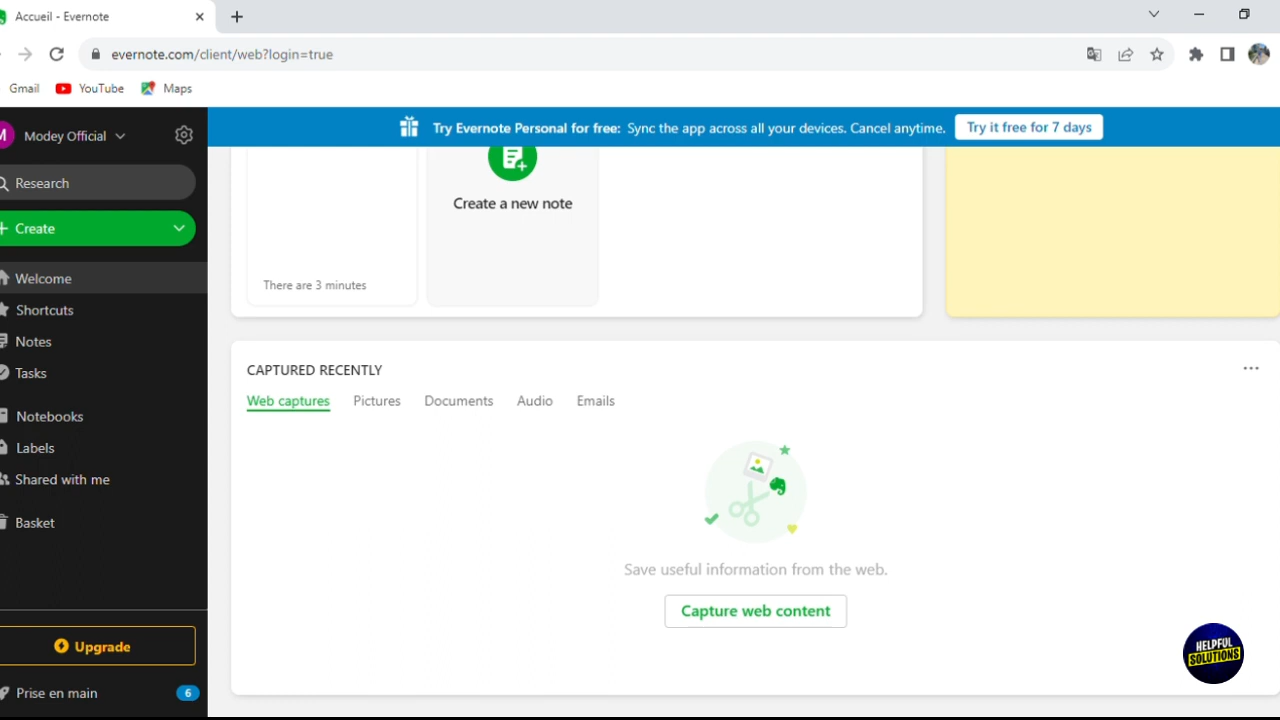 Accueil - Evernote
evernote.com/client/web?login=true
Gmail
YouTube
Maps
M
Modey Official
Try Evernote Personal for free: Sync the app across all your devices. Cancel anytime.
Try it free for 7 days
Research
Create
Welcome
Shortcuts
Notes
Tasks
Notebooks
Labels
Shared with me
Basket
Upgrade
Prise en main
6
Create a new note
There are 3 minutes
CAPTURED RECENTLY
Web captures
Pictures
Documents
Audio
Emails
Save useful information from the web.
Capture web content
HELPFUL
SOLUTIONS